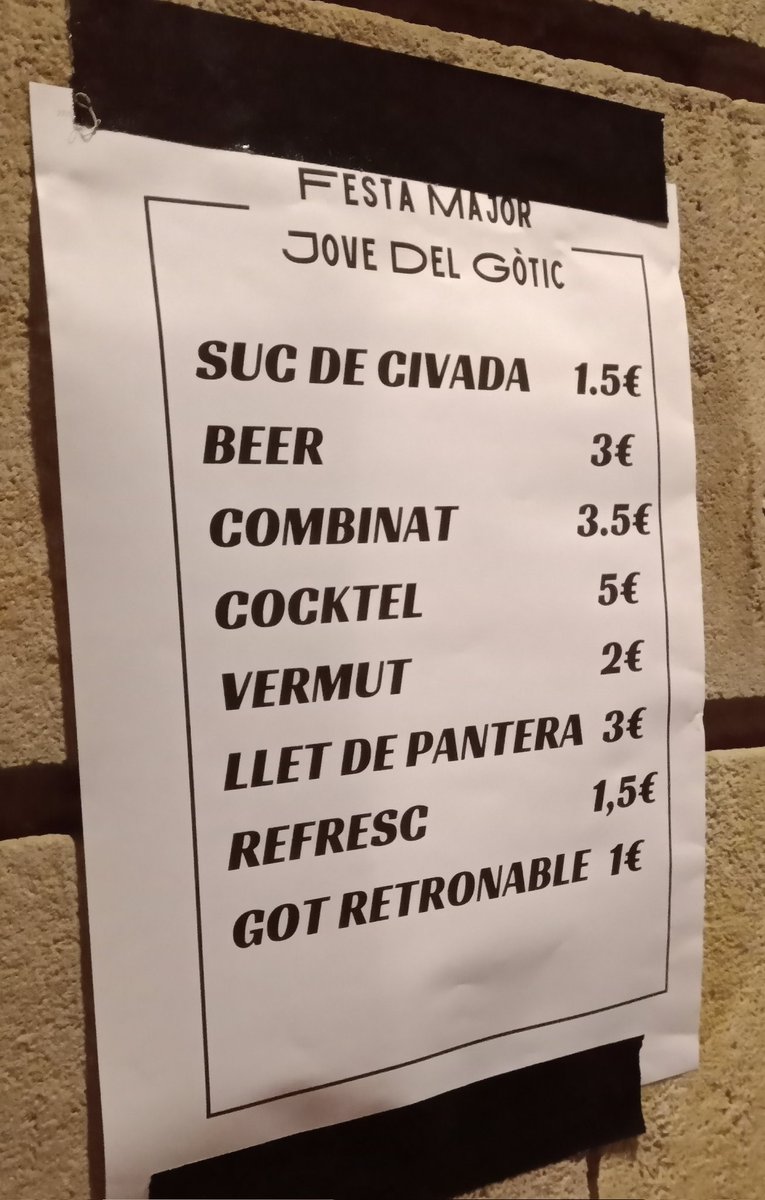 FESTA MAJOR
JOVE DEL GÒTIC
SUC DE CIVADA 1.5€
BEER 3€
COMBINAT 3.5€
COCKTEL 5€
VERMUT 2€
LLET DE PANTERA 3€
REFRESC 1,5€
GOT RETRONABLE 1€